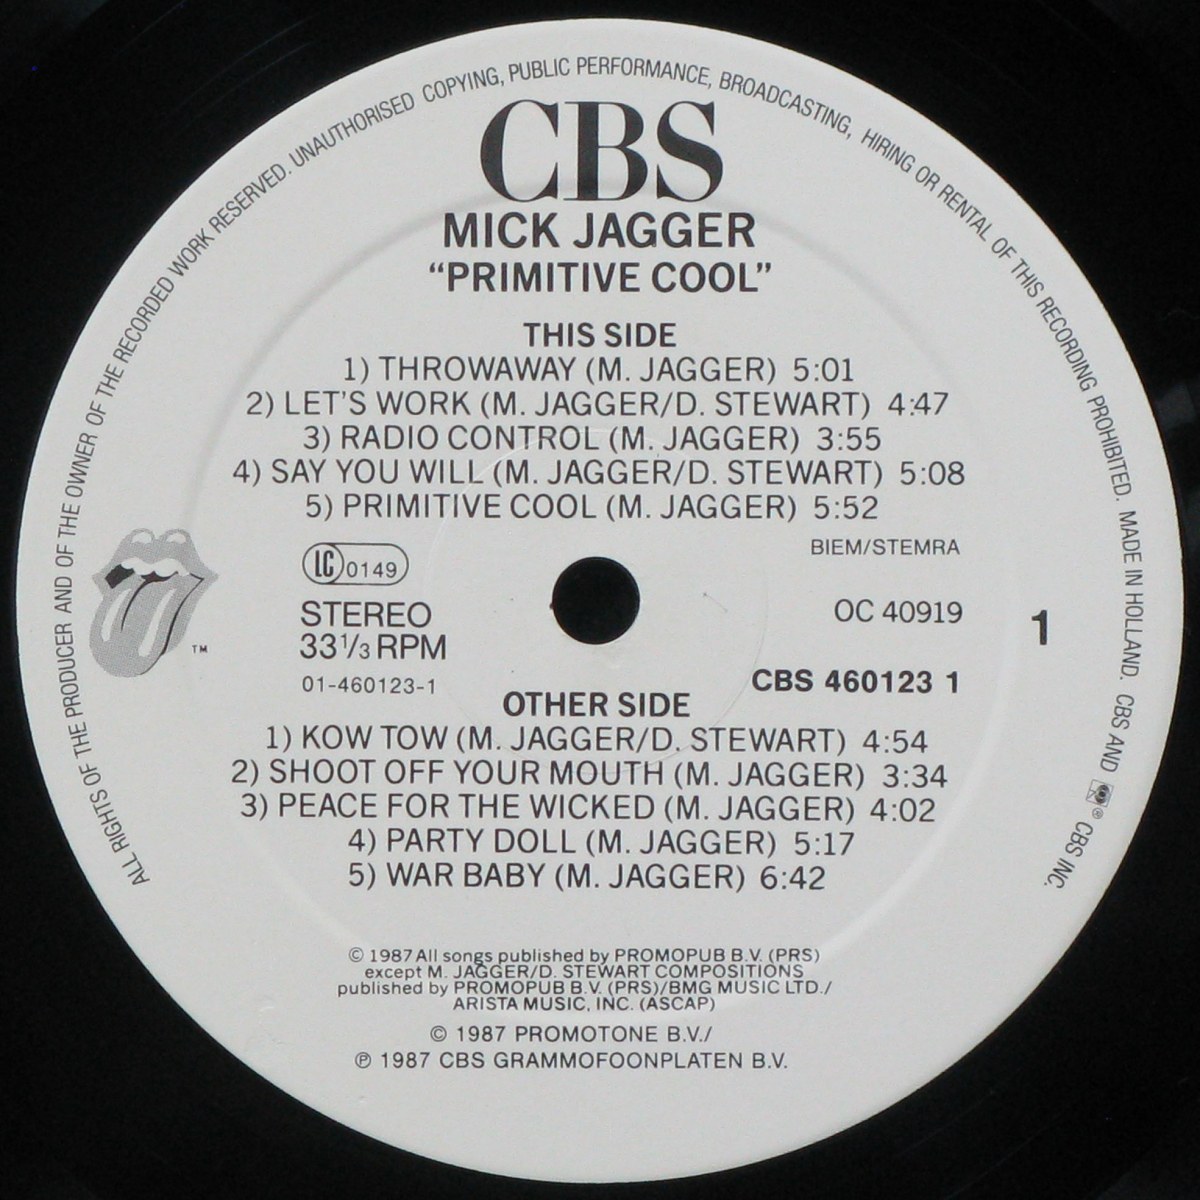 ALL RIGHTS OF THE PRODUCER AND OF THE OWNER OF THE RECORDED WORK RESERVED. UNAUTHORISED COPYING, PUBLIC PERFORMANCE, BROADCASTING, HIRING OR RENTAL OF THIS RECORDING PROHIBITED. MADE IN HOLLAND. CBS AND ® CBS INC.
CBS
MICK JAGGER
“PRIMITIVE COOL”
THIS SIDE
1) THROWAWAY (M. JAGGER) 5:01
2) LET'S WORK (M. JAGGER/D. STEWART) 4:47
3) RADIO CONTROL (M. JAGGER) 3:55
4) SAY YOU WILL (M. JAGGER/D. STEWART) 5:08
5) PRIMITIVE COOL (M. JAGGER) 5:52
BIEM/STEMRA
LC 0149
STEREO
33 1/3 RPM
01-460123-1
TM
OC 40919
1
CBS 460123 1
OTHER SIDE
1) KOW TOW (M. JAGGER/D. STEWART) 4:54
2) SHOOT OFF YOUR MOUTH (M. JAGGER) 3:34
3) PEACE FOR THE WICKED (M. JAGGER) 4:02
4) PARTY DOLL (M. JAGGER) 5:17
5) WAR BABY (M. JAGGER) 6:42
© 1987 All songs published by PROMOPUB B.V. (PRS)
except M. JAGGER/D. STEWART COMPOSITIONS
published by PROMOPUB B.V. (PRS)/BMG MUSIC LTD./
ARISTA MUSIC, INC. (ASCAP)
© 1987 PROMOTONE B.V./
℗ 1987 CBS GRAMMOFOONPLATEN B.V.